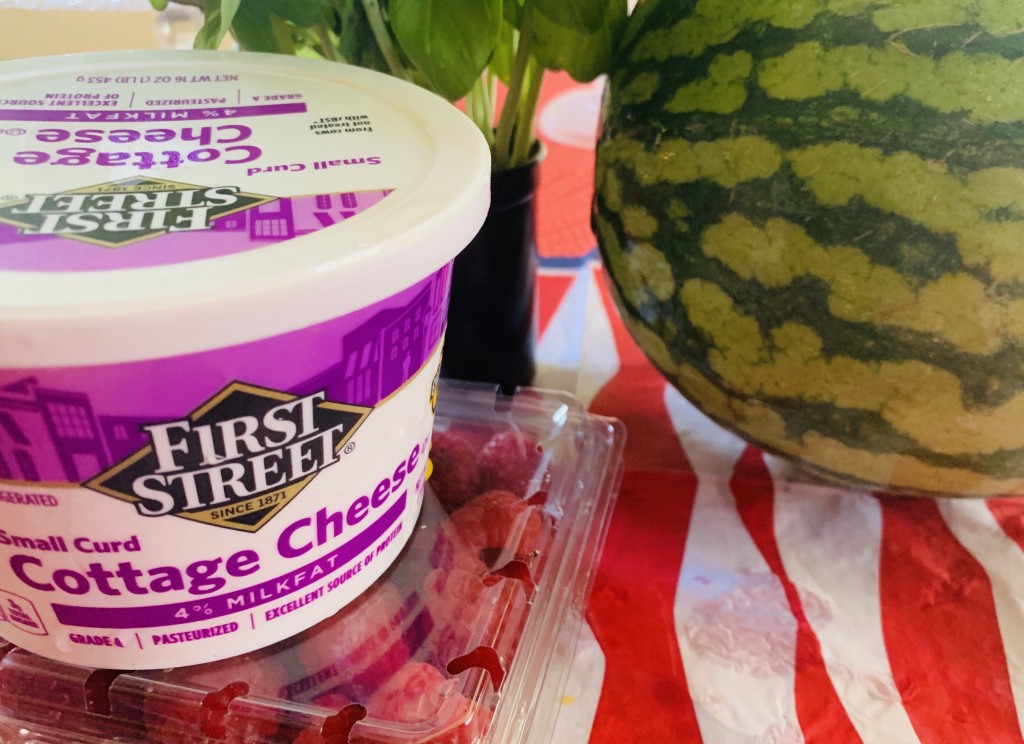 NET WT 16 OZ (1 LB) 453 g
GRADE A | PASTEURIZED | EXCELLENT SOURCE OF PROTEIN
4% MILKFAT
Cottage Cheese
Small Curd
From cows not treated with rBST*
FIRST STREET
SINCE 1871
FIRST
STREET®
SINCE 1871
Small Curd
Cottage Cheese
4% MILKFAT
GRADE A | PASTEURIZED | EXCELLENT SOURCE OF PROTEIN